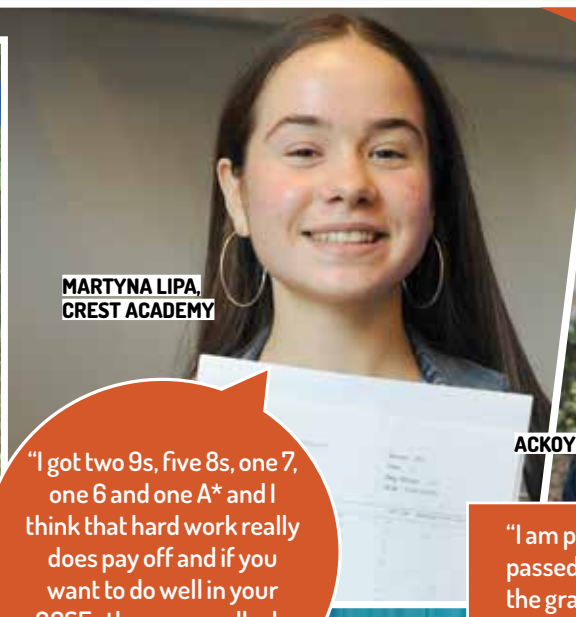 MARTYNA LIPA,
CREST ACADEMY
"I got two 9s, five 8s, one 7,
one 6 and one A* and I
think that hard work really
does pay off and if you
want to do well in your
ACKOY
"I am p
passed
the gra